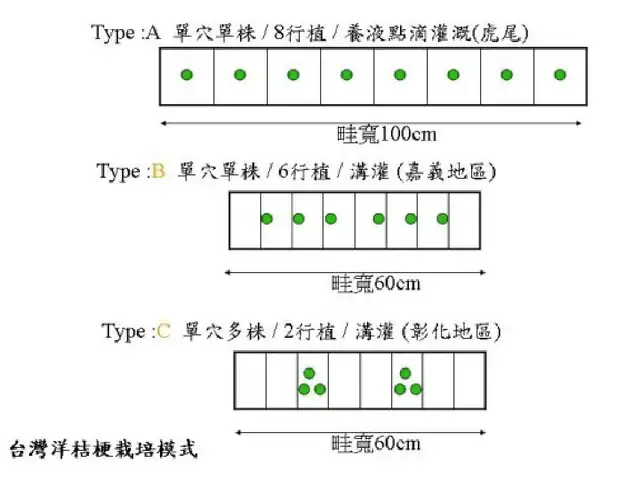 Type :A 單穴單株 / 8行植 / 養液點滴灌溉(虎尾)
畦寬100cm
Type :B 單穴單株 / 6行植 / 溝灌 (嘉義地區)
畦寬60cm
Type :C 單穴多株 / 2行植 / 溝灌 (彰化地區)
畦寬60cm
台灣洋桔梗栽培模式